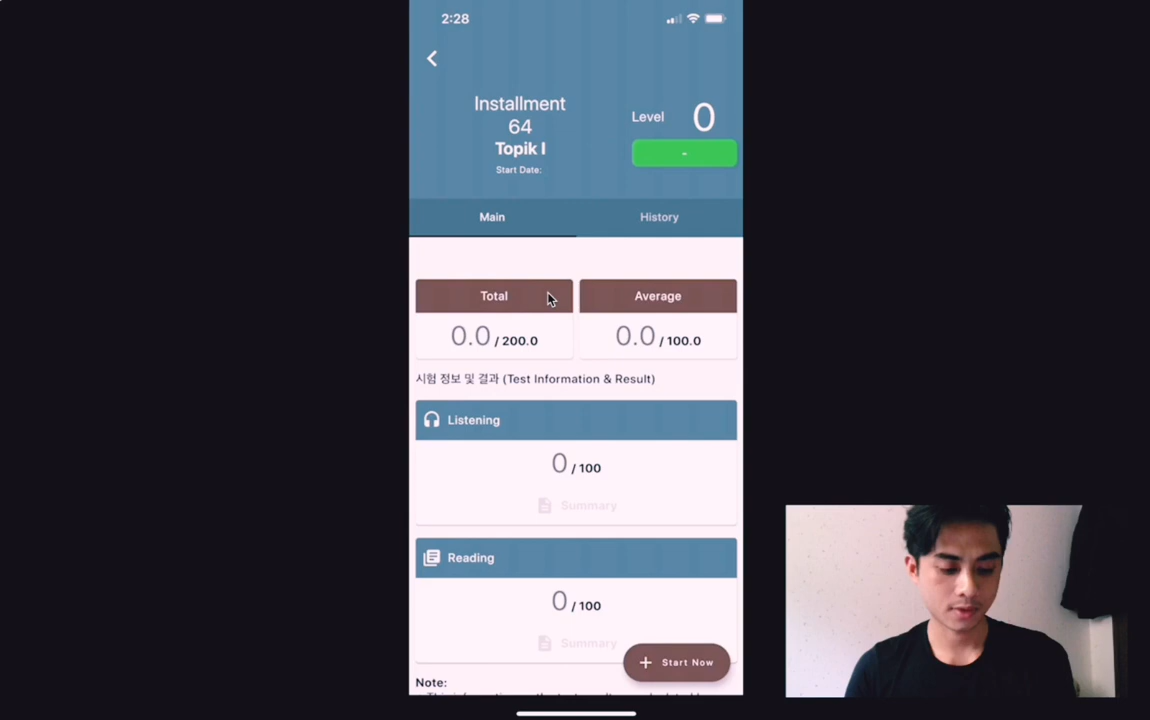 2:28
Installment
64
Topik I
Start Date:
Level 0
-
Main History
Total Average
0.0 / 200.0 0.0 / 100.0
시험 정보 및 결과 (Test Information & Result)
Listening
0 / 100
Summary
Reading
0 / 100
Summary
+ Start Now
Note: